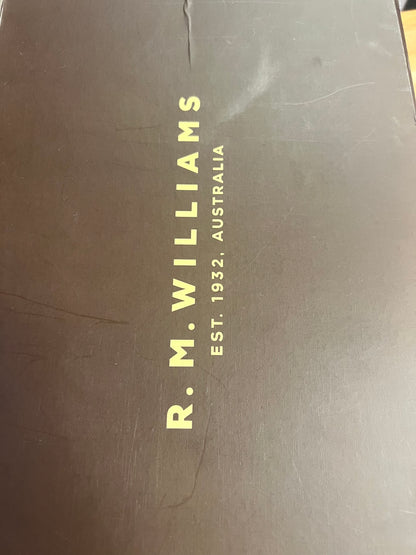 R. M. WILLIAMS
EST. 1932, AUSTRALIA